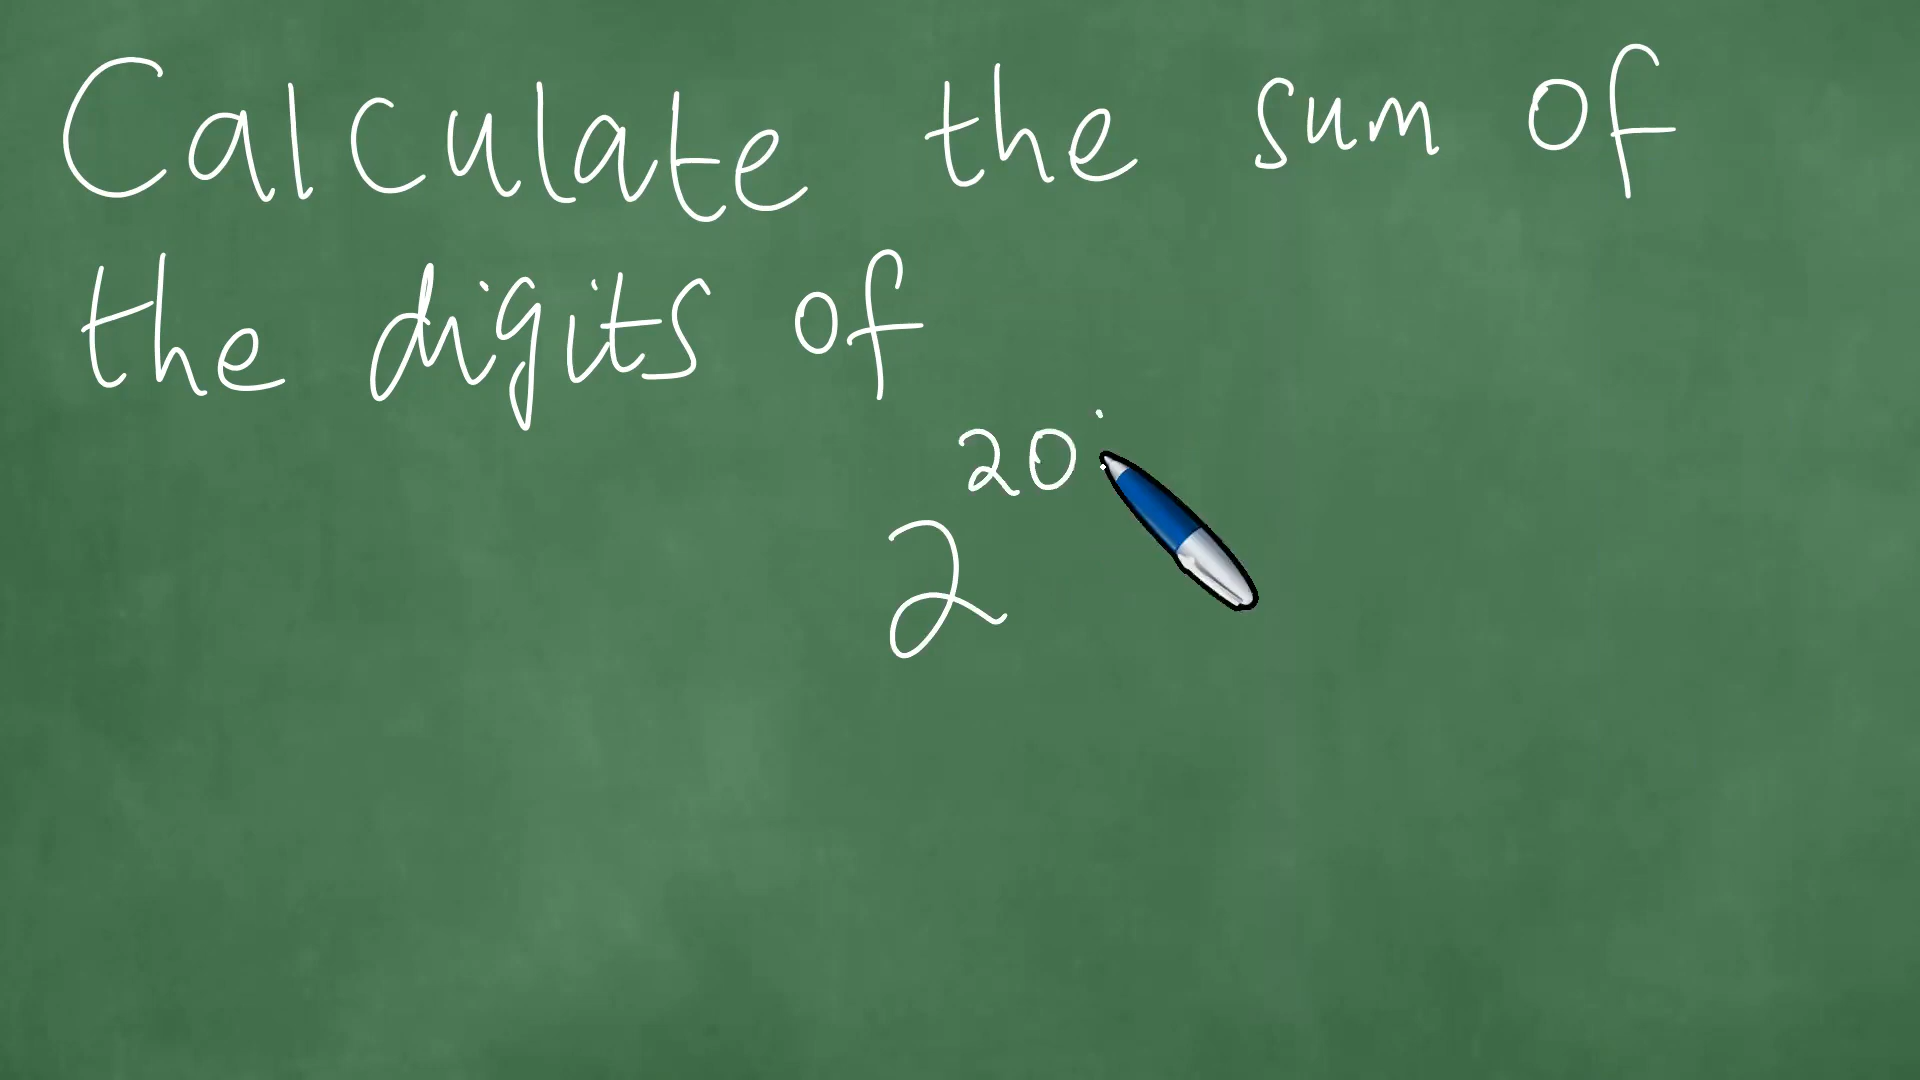 Calculate the sum of
the digits of
2^20